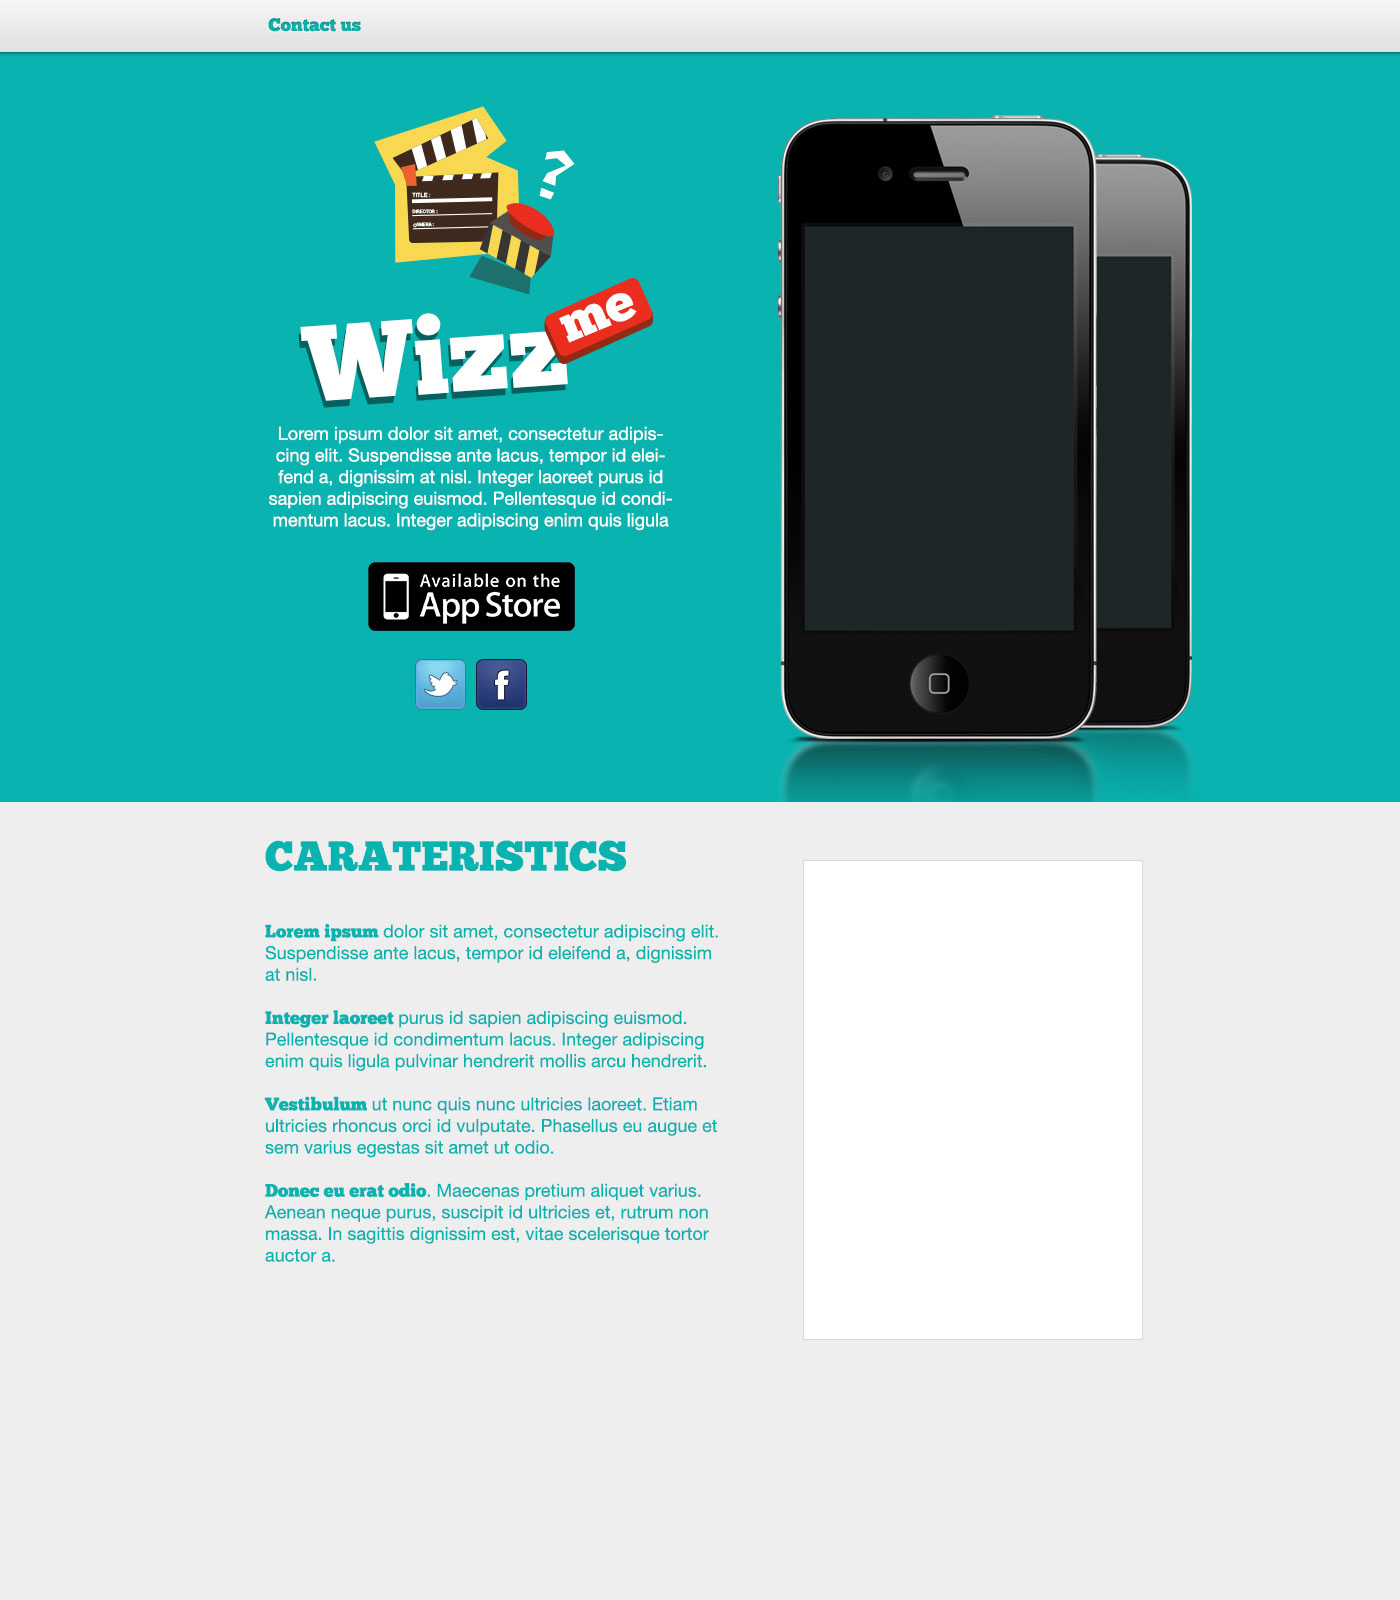 Contact us
TITLE :
DIRECTOR :
CAMERA :
?
Wizz me
Lorem ipsum dolor sit amet, consectetur adipis-
cing elit. Suspendisse ante lacus, tempor id elei-
fend a, dignissim at nisl. Integer laoreet purus id
sapien adipiscing euismod. Pellentesque id condi-
mentum lacus. Integer adipiscing enim quis ligula
Available on the
App Store
f
CARATERISTICS
Lorem ipsum dolor sit amet, consectetur adipiscing elit.
Suspendisse ante lacus, tempor id eleifend a, dignissim
at nisl.
Integer laoreet purus id sapien adipiscing euismod.
Pellentesque id condimentum lacus. Integer adipiscing
enim quis ligula pulvinar hendrerit mollis arcu hendrerit.
Vestibulum ut nunc quis nunc ultricies laoreet. Etiam
ultricies rhoncus orci id vulputate. Phasellus eu augue et
sem varius egestas sit amet ut odio.
Donec eu erat odio. Maecenas pretium aliquet varius.
Aenean neque purus, suscipit id ultricies et, rutrum non
massa. In sagittis dignissim est, vitae scelerisque tortor
auctor a.